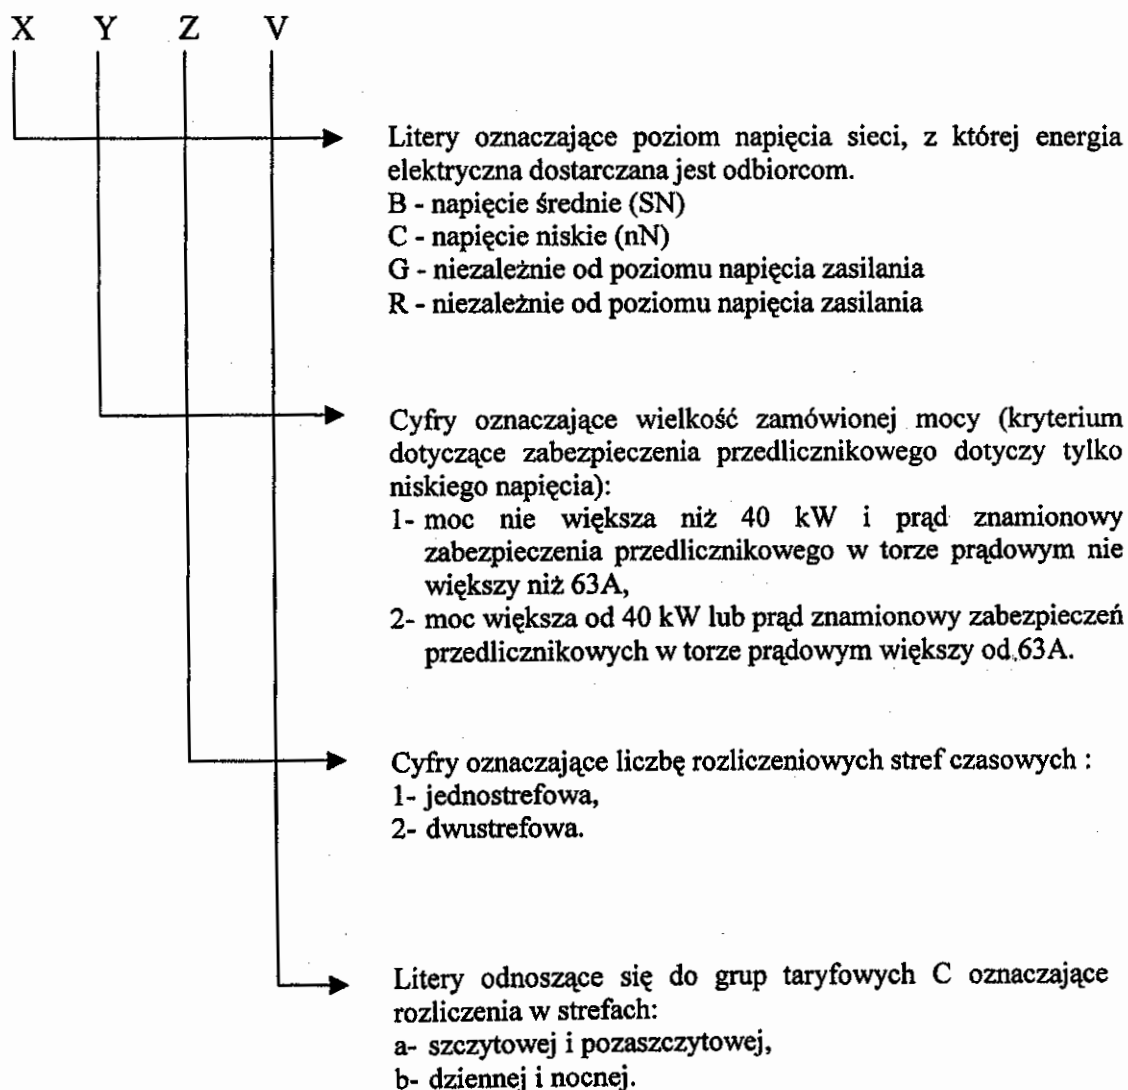 X Y Z V
Litery oznaczające poziom napięcia sieci, z której energia
elektryczna dostarczana jest odbiorcom.
B - napięcie średnie (SN)
C - napięcie niskie (nN)
G - niezależnie od poziomu napięcia zasilania
R - niezależnie od poziomu napięcia zasilania
Cyfry oznaczające wielkość zamówionej mocy (kryterium
dotyczące zabezpieczenia przedlicznikowego dotyczy tylko
niskiego napięcia):
1- moc nie większa niż 40 kW i prąd znamionowy
zabezpieczenia przedlicznikowego w torze prądowym nie
większy niż 63A,
2- moc większa od 40 kW lub prąd znamionowy zabezpieczeń
przedlicznikowych w torze prądowym większy od 63A.
Cyfry oznaczające liczbę rozliczeniowych stref czasowych :
1- jednostrefowa,
2- dwustrefowa.
Litery odnoszące się do grup taryfowych C oznaczające
rozliczenia w strefach:
a- szczytowej i pozaszczytowej,
b- dziennej i nocnej.